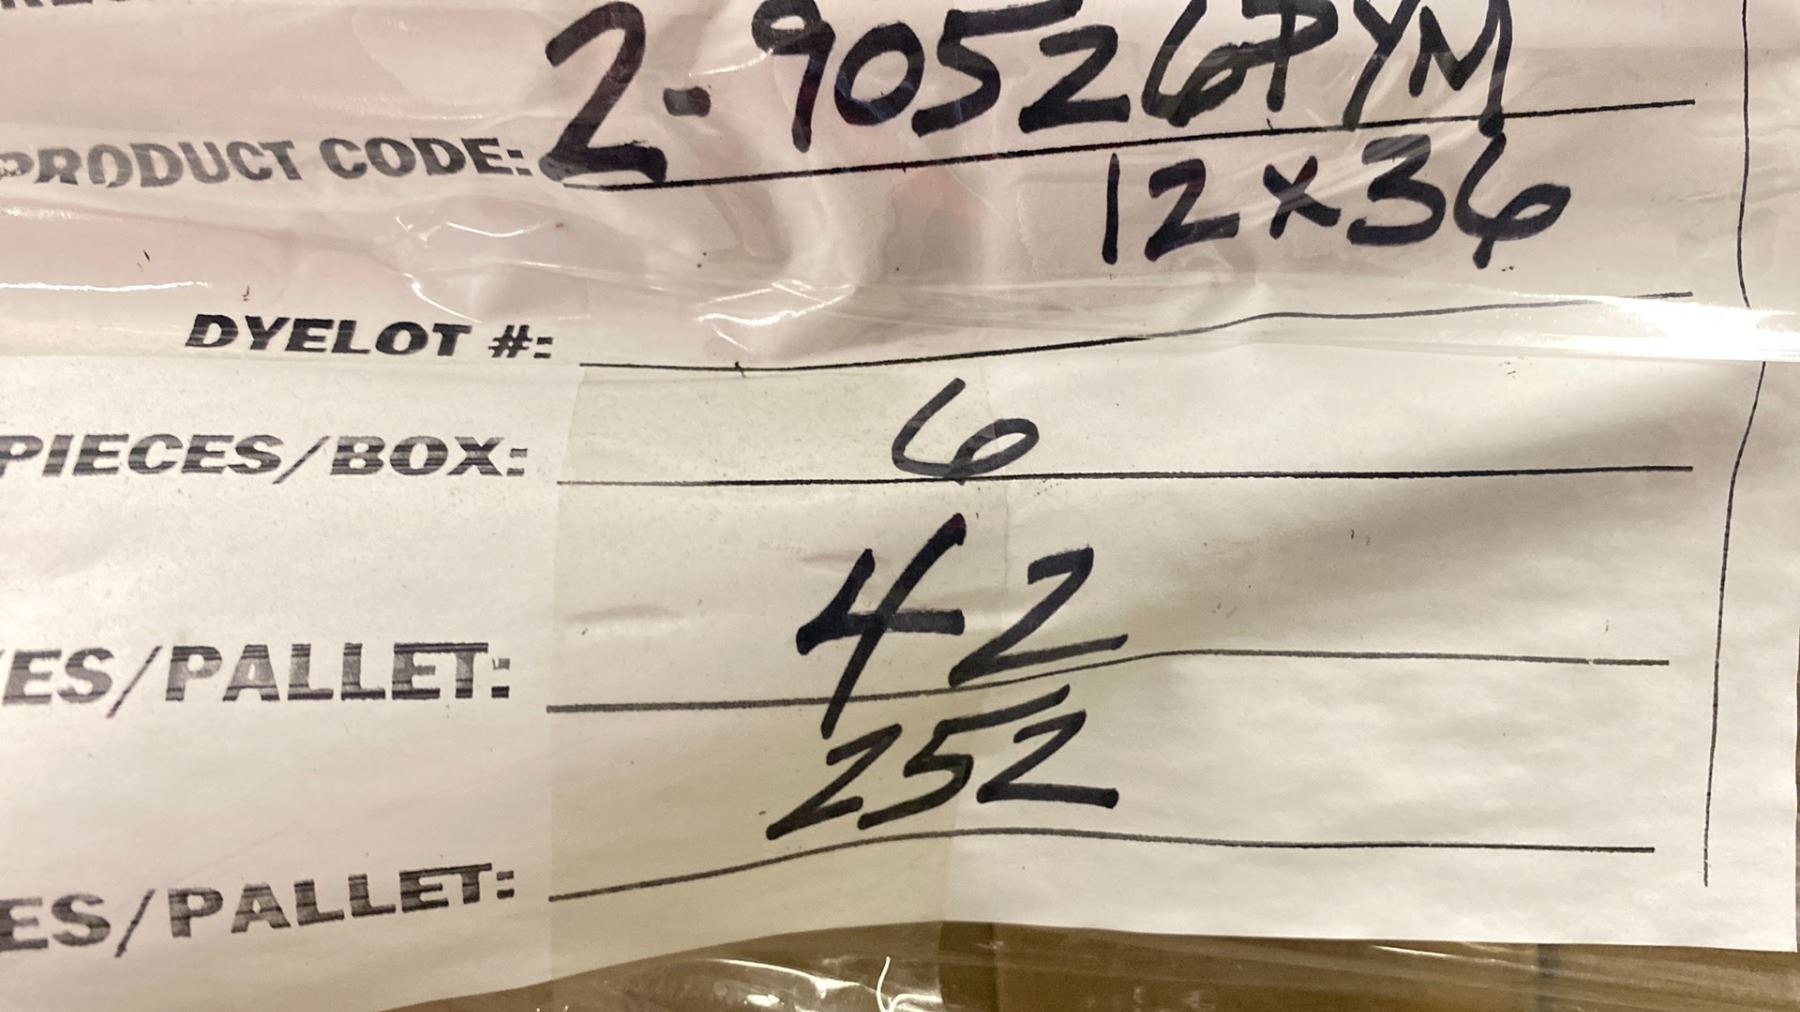 PRODUCT CODE: 2-90526PYM
12x36
DYELOT #:
PIECES/BOX: 6
ES/PALLET: 42
ES/PALLET: 252